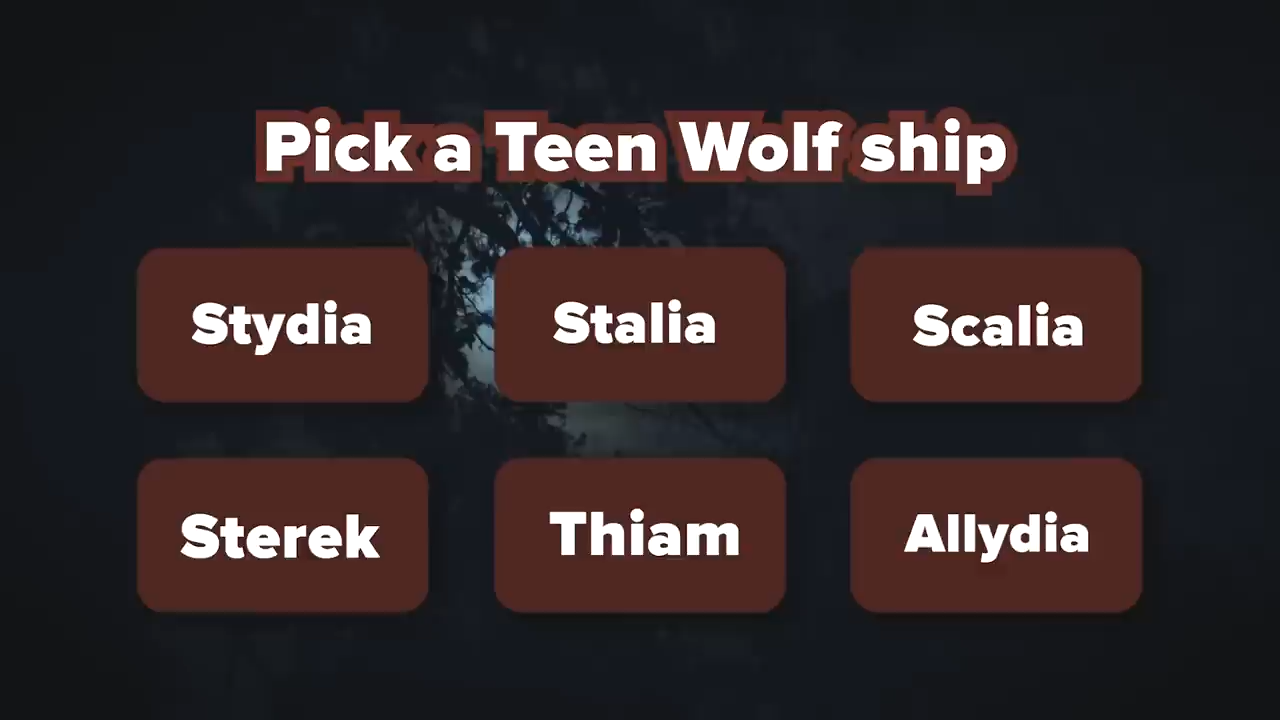 Pick a Teen Wolf ship
Stydia
Stalia
Scalia
Sterek
Thiam
Allydia